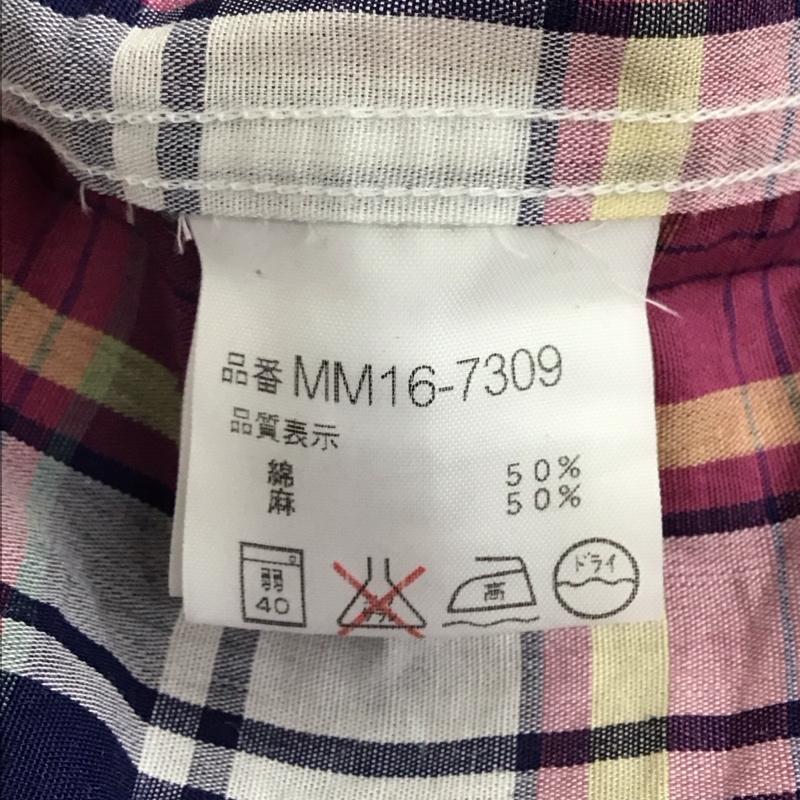 品番 MM16-7309
品質表示
綿 50%
麻 50%
弱 高 ドライ
40